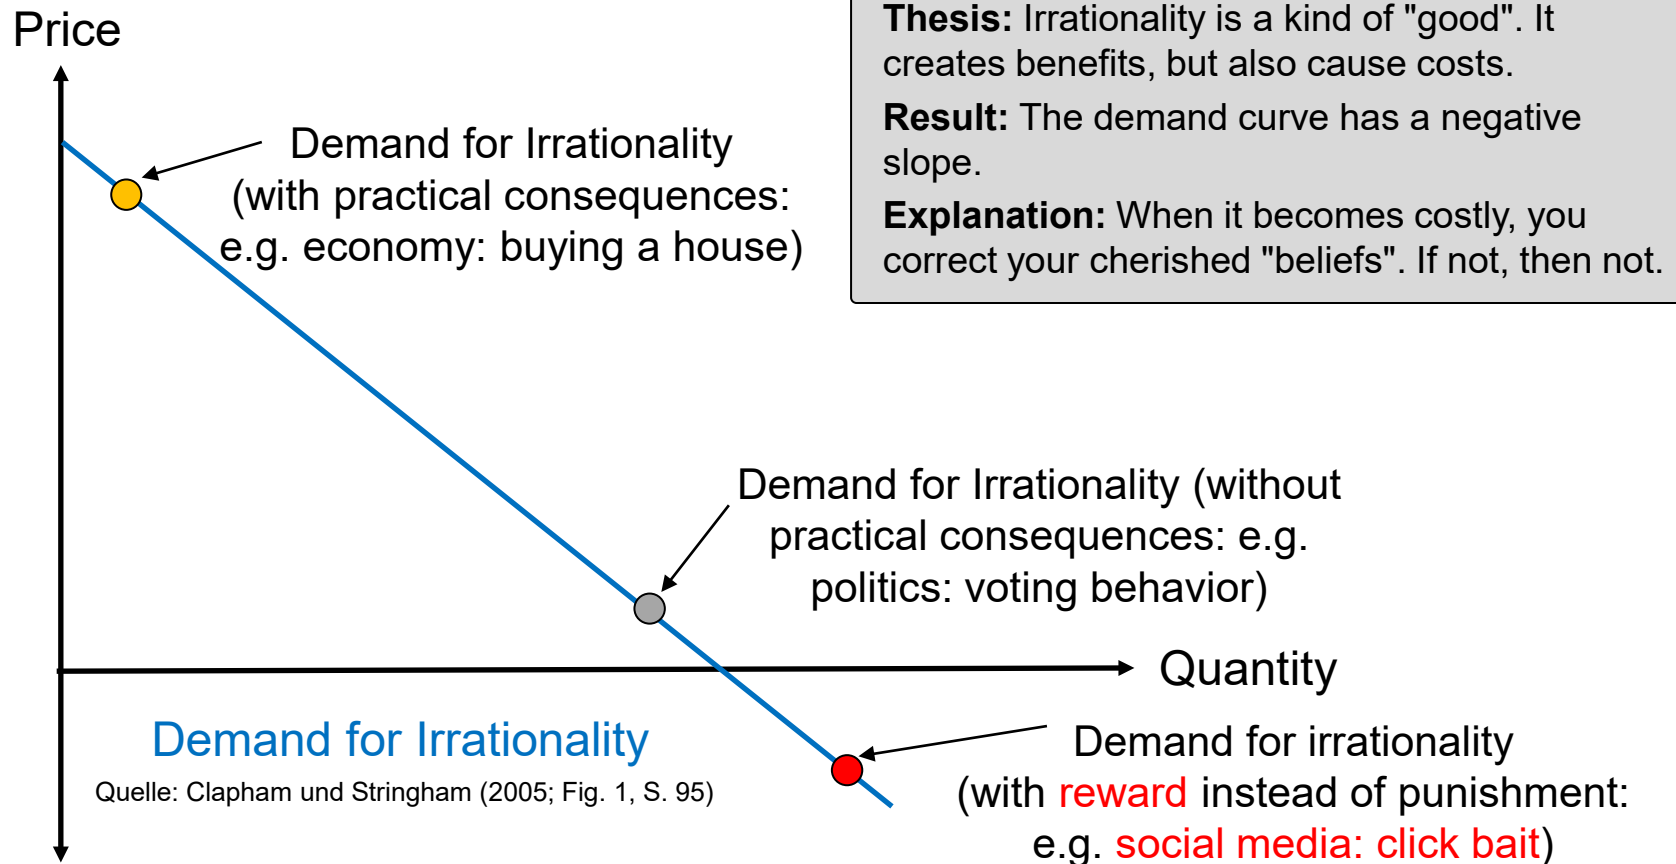 Price
Thesis: Irrationality is a kind of "good". It
creates benefits, but also cause costs.
Result: The demand curve has a negative
slope.
Explanation: When it becomes costly, you
correct your cherished "beliefs". If not, then not.
Demand for Irrationality
(with practical consequences:
e.g. economy: buying a house)
Demand for Irrationality (without
practical consequences: e.g.
politics: voting behavior)
Quantity
Demand for Irrationality
Quelle: Clapham und Stringham (2005; Fig. 1, S. 95)
Demand for irrationality
(with reward instead of punishment:
e.g. social media: click bait)